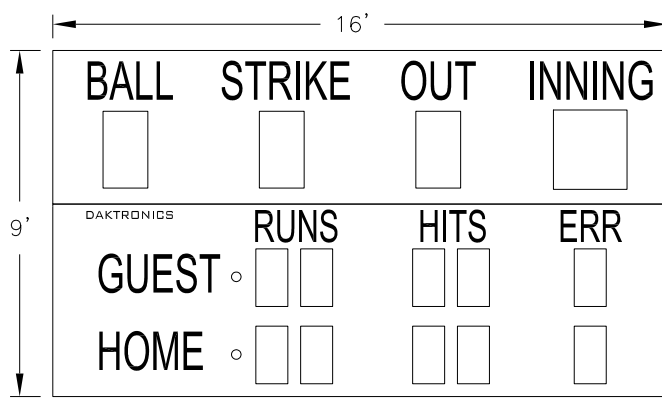 16'
BALL STRIKE OUT INNING
9'
DAKTRONICS
RUNS HITS ERR
GUEST
HOME